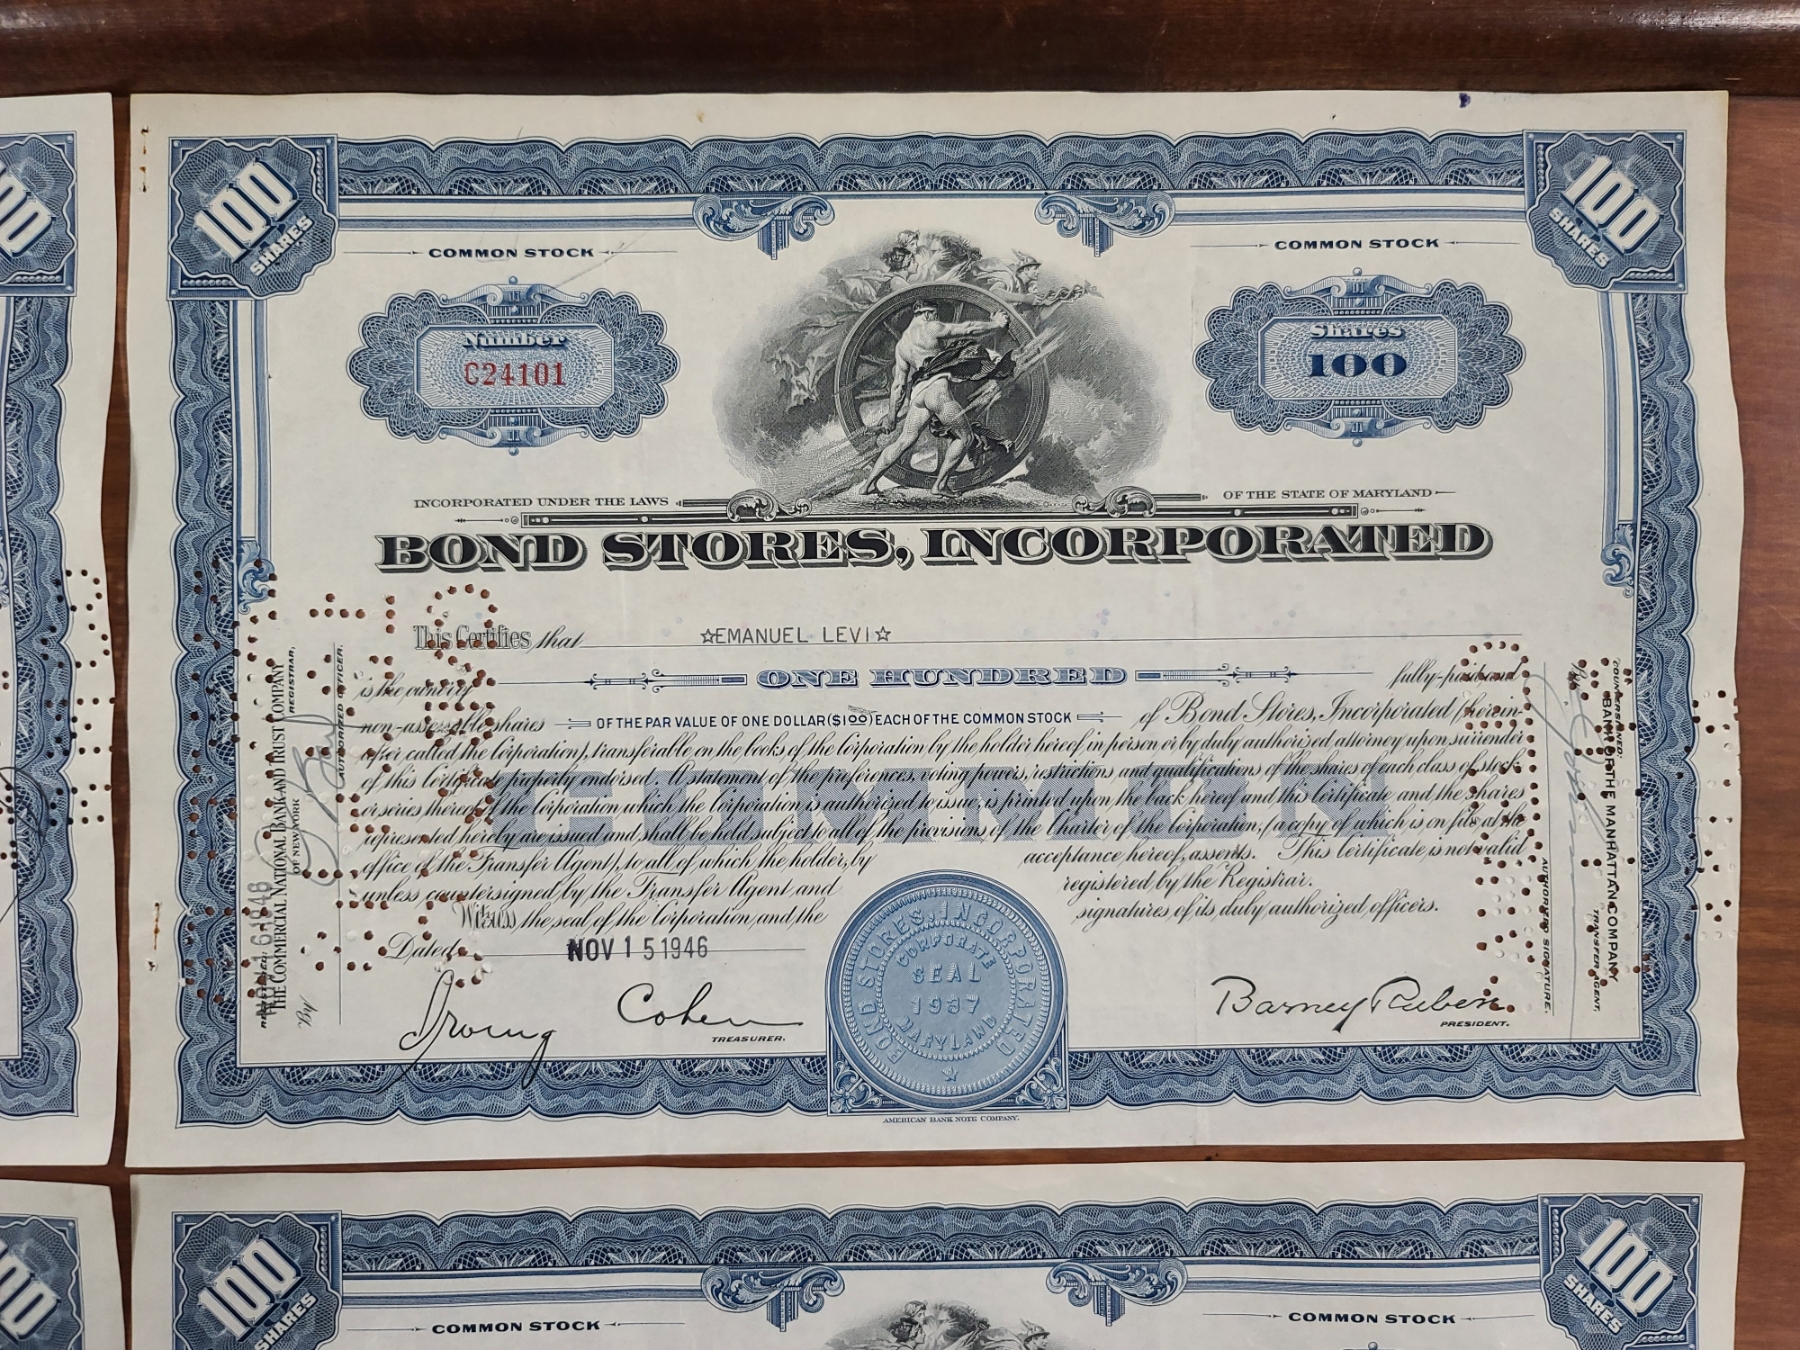 100 SHARES
100 SHARES
COMMON STOCK
COMMON STOCK
Number
C24101
Shares
100
INCORPORATED UNDER THE LAWS
OF THE STATE OF MARYLAND
BOND STORES, INCORPORATED
This Certifies that ☆EMANUEL LEVI☆
is the owner of ONE HUNDRED fully-paid and
non-assessable shares OF THE PAR VALUE OF ONE DOLLAR ($100) EACH OF THE COMMON STOCK of Bond Stores, Incorporated (herein-
after called the Corporation), transferable on the books of the Corporation by the holder hereof in person or by duly authorized attorney upon surrender
of this Certificate properly endorsed. A statement of the preferences, voting powers, restrictions and qualifications of the shares of each class of stock
or series thereof of the Corporation which the Corporation is authorized to issue, is printed upon the back hereof and this Certificate and the shares
represented hereby are issued and shall be held subject to all of the provisions of the Charter of the Corporation, (a copy of which is on file at the
office of the Transfer Agent), to all of which the holder, by acceptance hereof, assents. This Certificate is not valid
unless countersigned by the Transfer Agent and registered by the Registrar.
Witness, the seal of the Corporation, and the signatures of its duly authorized officers.
COMMON
Dated, NOV 15 1946
Irving Cohen
TREASURER.
BOND STORES, INCORPORATED
CORPORATE
SEAL
1937
MARYLAND
Barney Ruben
PRESIDENT.
AMERICAN BANK NOTE COMPANY.
THE COMMERCIAL NATIONAL BANK AND TRUST COMPANY
OF NEW YORK
REGISTRAR,
By
AUTHORIZED OFFICER.
COUNTERSIGNED:
BANK OF THE MANHATTAN COMPANY
TRANSFER AGENT,
AUTHORIZED SIGNATURE.
100 SHARES
100 SHARES
COMMON STOCK
COMMON STOCK